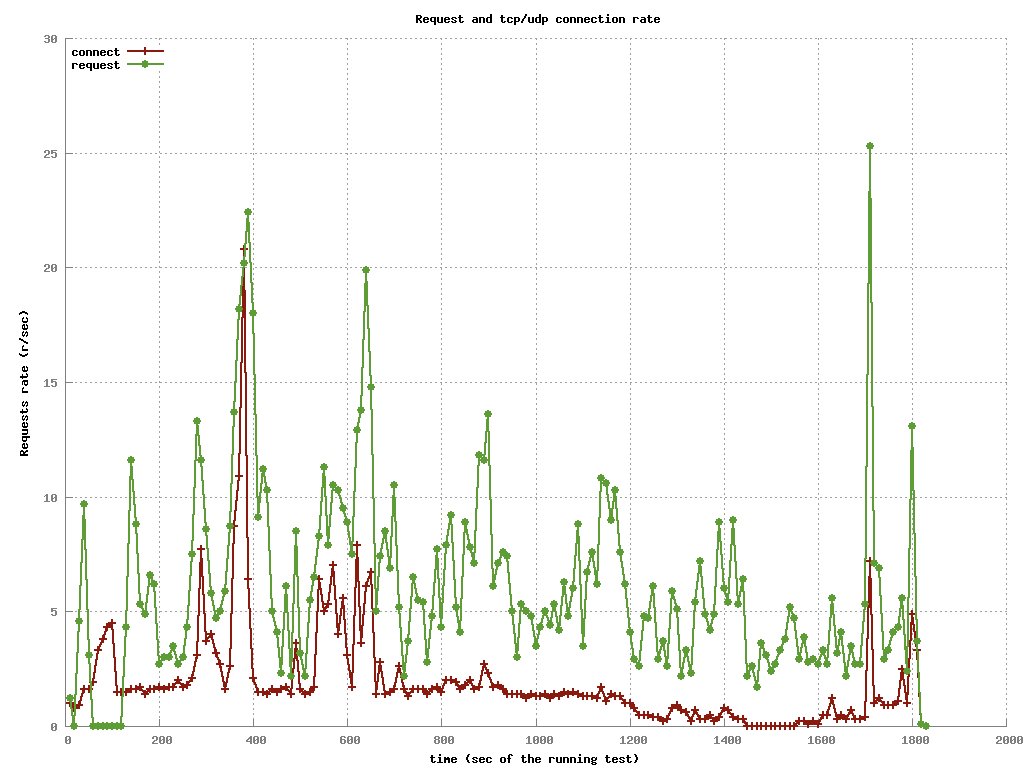 Request and tcp/udp connection rate
30
connect
request
25
20
15
10
5
0
Requests rate (r/sec)
0 200 400 600 800 1000 1200 1400 1600 1800 2000
time (sec of the running test)